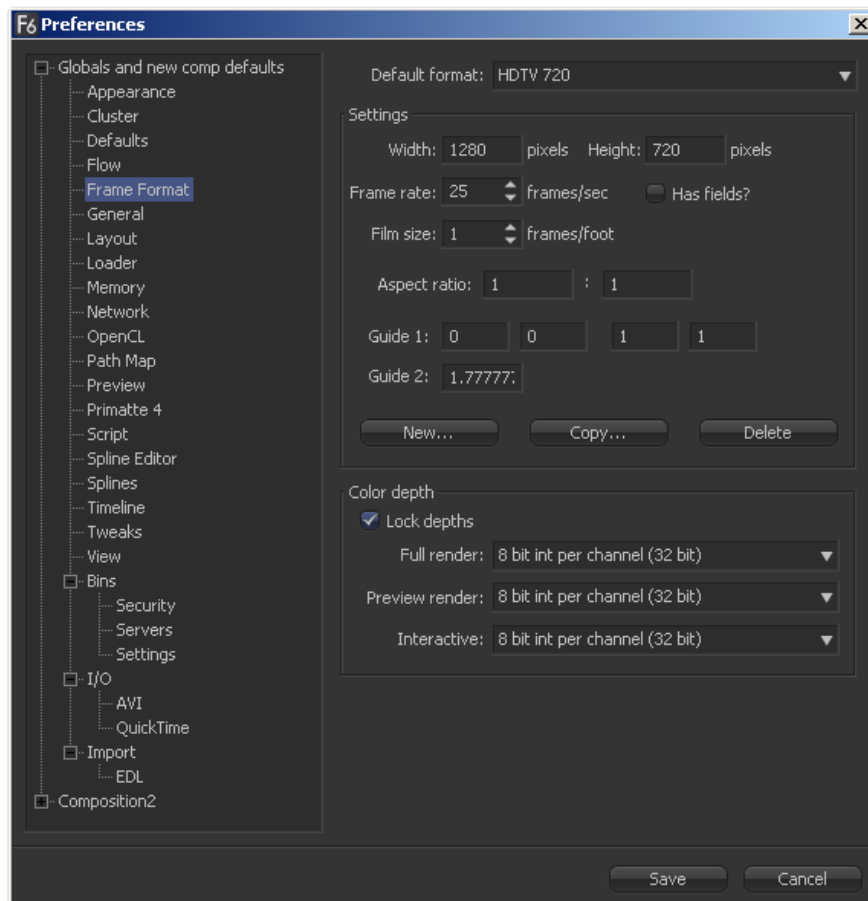 F6 Preferences
Globals and new comp defaults
Appearance
Cluster
Defaults
Flow
Frame Format
General
Layout
Loader
Memory
Network
OpenCL
Path Map
Preview
Primatte 4
Script
Spline Editor
Splines
Timeline
Tweaks
View
Bins
Security
Servers
Settings
I/O
AVI
QuickTime
Import
EDL
Composition2
Default format: HDTV 720
Settings
Width: 1280 pixels Height: 720 pixels
Frame rate: 25 frames/sec Has fields?
Film size: 1 frames/foot
Aspect ratio: 1 : 1
Guide 1: 0 0 1 1
Guide 2: 1.77777
New... Copy... Delete
Color depth
Lock depths
Full render: 8 bit int per channel (32 bit)
Preview render: 8 bit int per channel (32 bit)
Interactive: 8 bit int per channel (32 bit)
Save Cancel